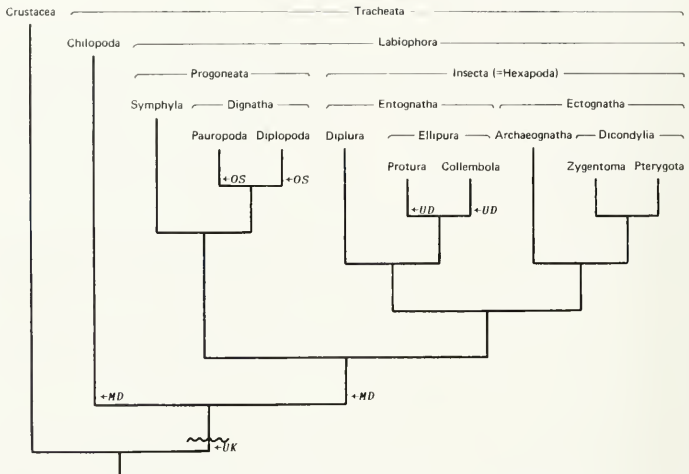 Crustacea Tracheata
Chilopoda Labiophora
Progoneata Insecta (=Hexapoda)
Symphyla Dignatha Entognatha Ectognatha
Pauropoda Diplopoda Diplura Ellipura Archaeognatha Dicondylia
←OS ←OS Protura Collembola Zygentoma Pterygota
←UD ←UD
←MD ←MD
←UK